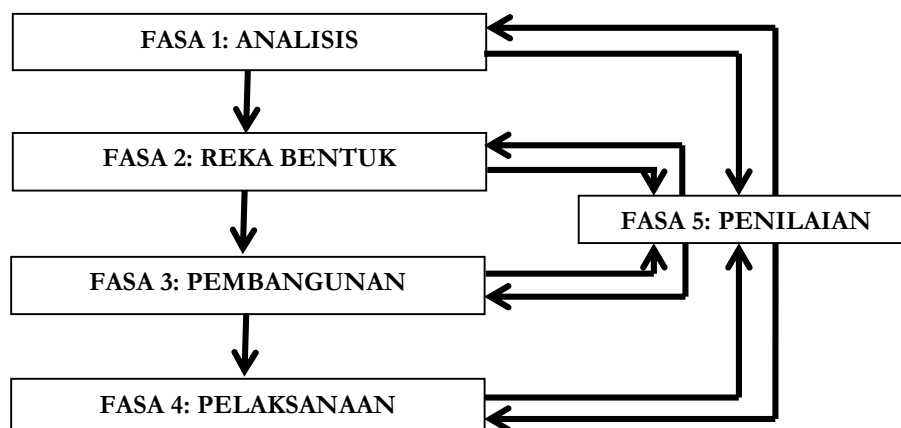 FASA 1: ANALISIS
FASA 2: REKA BENTUK
FASA 5: PENILAIAN
FASA 3: PEMBANGUNAN
FASA 4: PELAKSANAAN